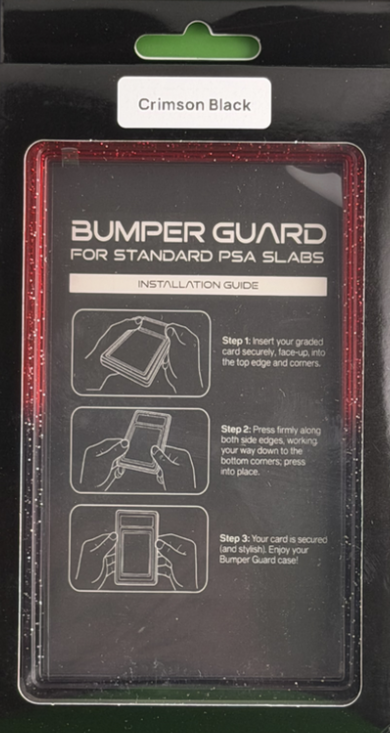 Crimson Black
BUMPER GUARD
FOR STANDARD PSA SLABS
INSTALLATION GUIDE
Step 1: Insert your graded
card securely, face-up, into
the top edge and corners.
Step 2: Press firmly along
both side edges, working
your way down to the
bottom corners; press
into place.
Step 3: Your card is secured
(and stylish). Enjoy your
Bumper Guard case!